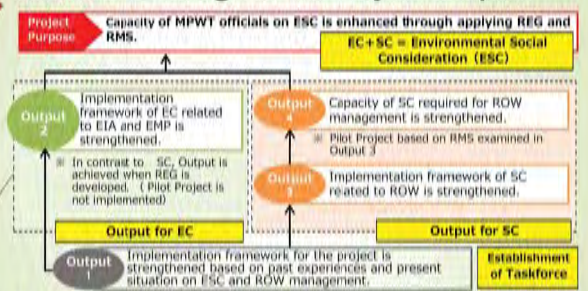 Project
Purpose
Capacity of MPWT officials on ESC is enhanced through applying REG and
RMS.
EC+SC = Environmental Social
Consideration (ESC)
Output
2
Implementation
framework of EC related
to EIA and EMP is
strengthened.
※ In contrast to SC, Output is
achieved when REG is
developed. ( Pilot Project is
not implemented)
Output for EC
Output
4
Capacity of SC required for ROW
management is strengthened.
※ Pilot Project based on RMS examined in
Output 3
Output
3
Implementation framework of SC
related to ROW is strengthened.
Output for SC
Output
1
Implementation framework for the project is
strengthened based on past experiences and present
situation on ESC and ROW management.
Establishment
of Taskforce